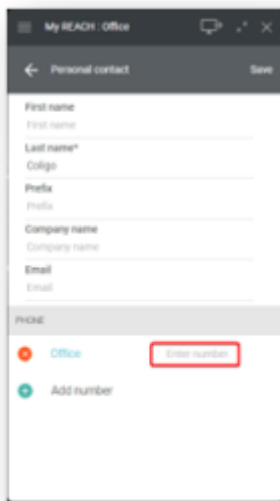 My REACH : Office
Personal contact Save
First name
First name
Last name*
Coligo
Prefix
Prefix
Company name
Company name
Email
Email
PHONE
Office Enter number
Add number